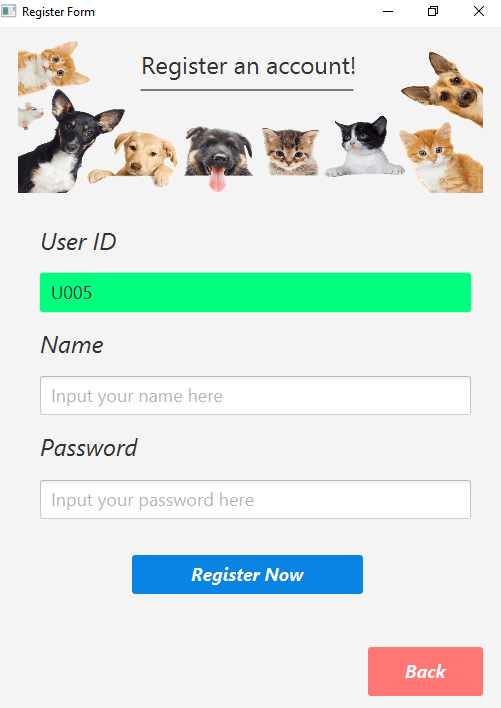 Register Form
Register an account!
User ID
U005
Name
Input your name here
Password
Input your password here
Register Now
Back